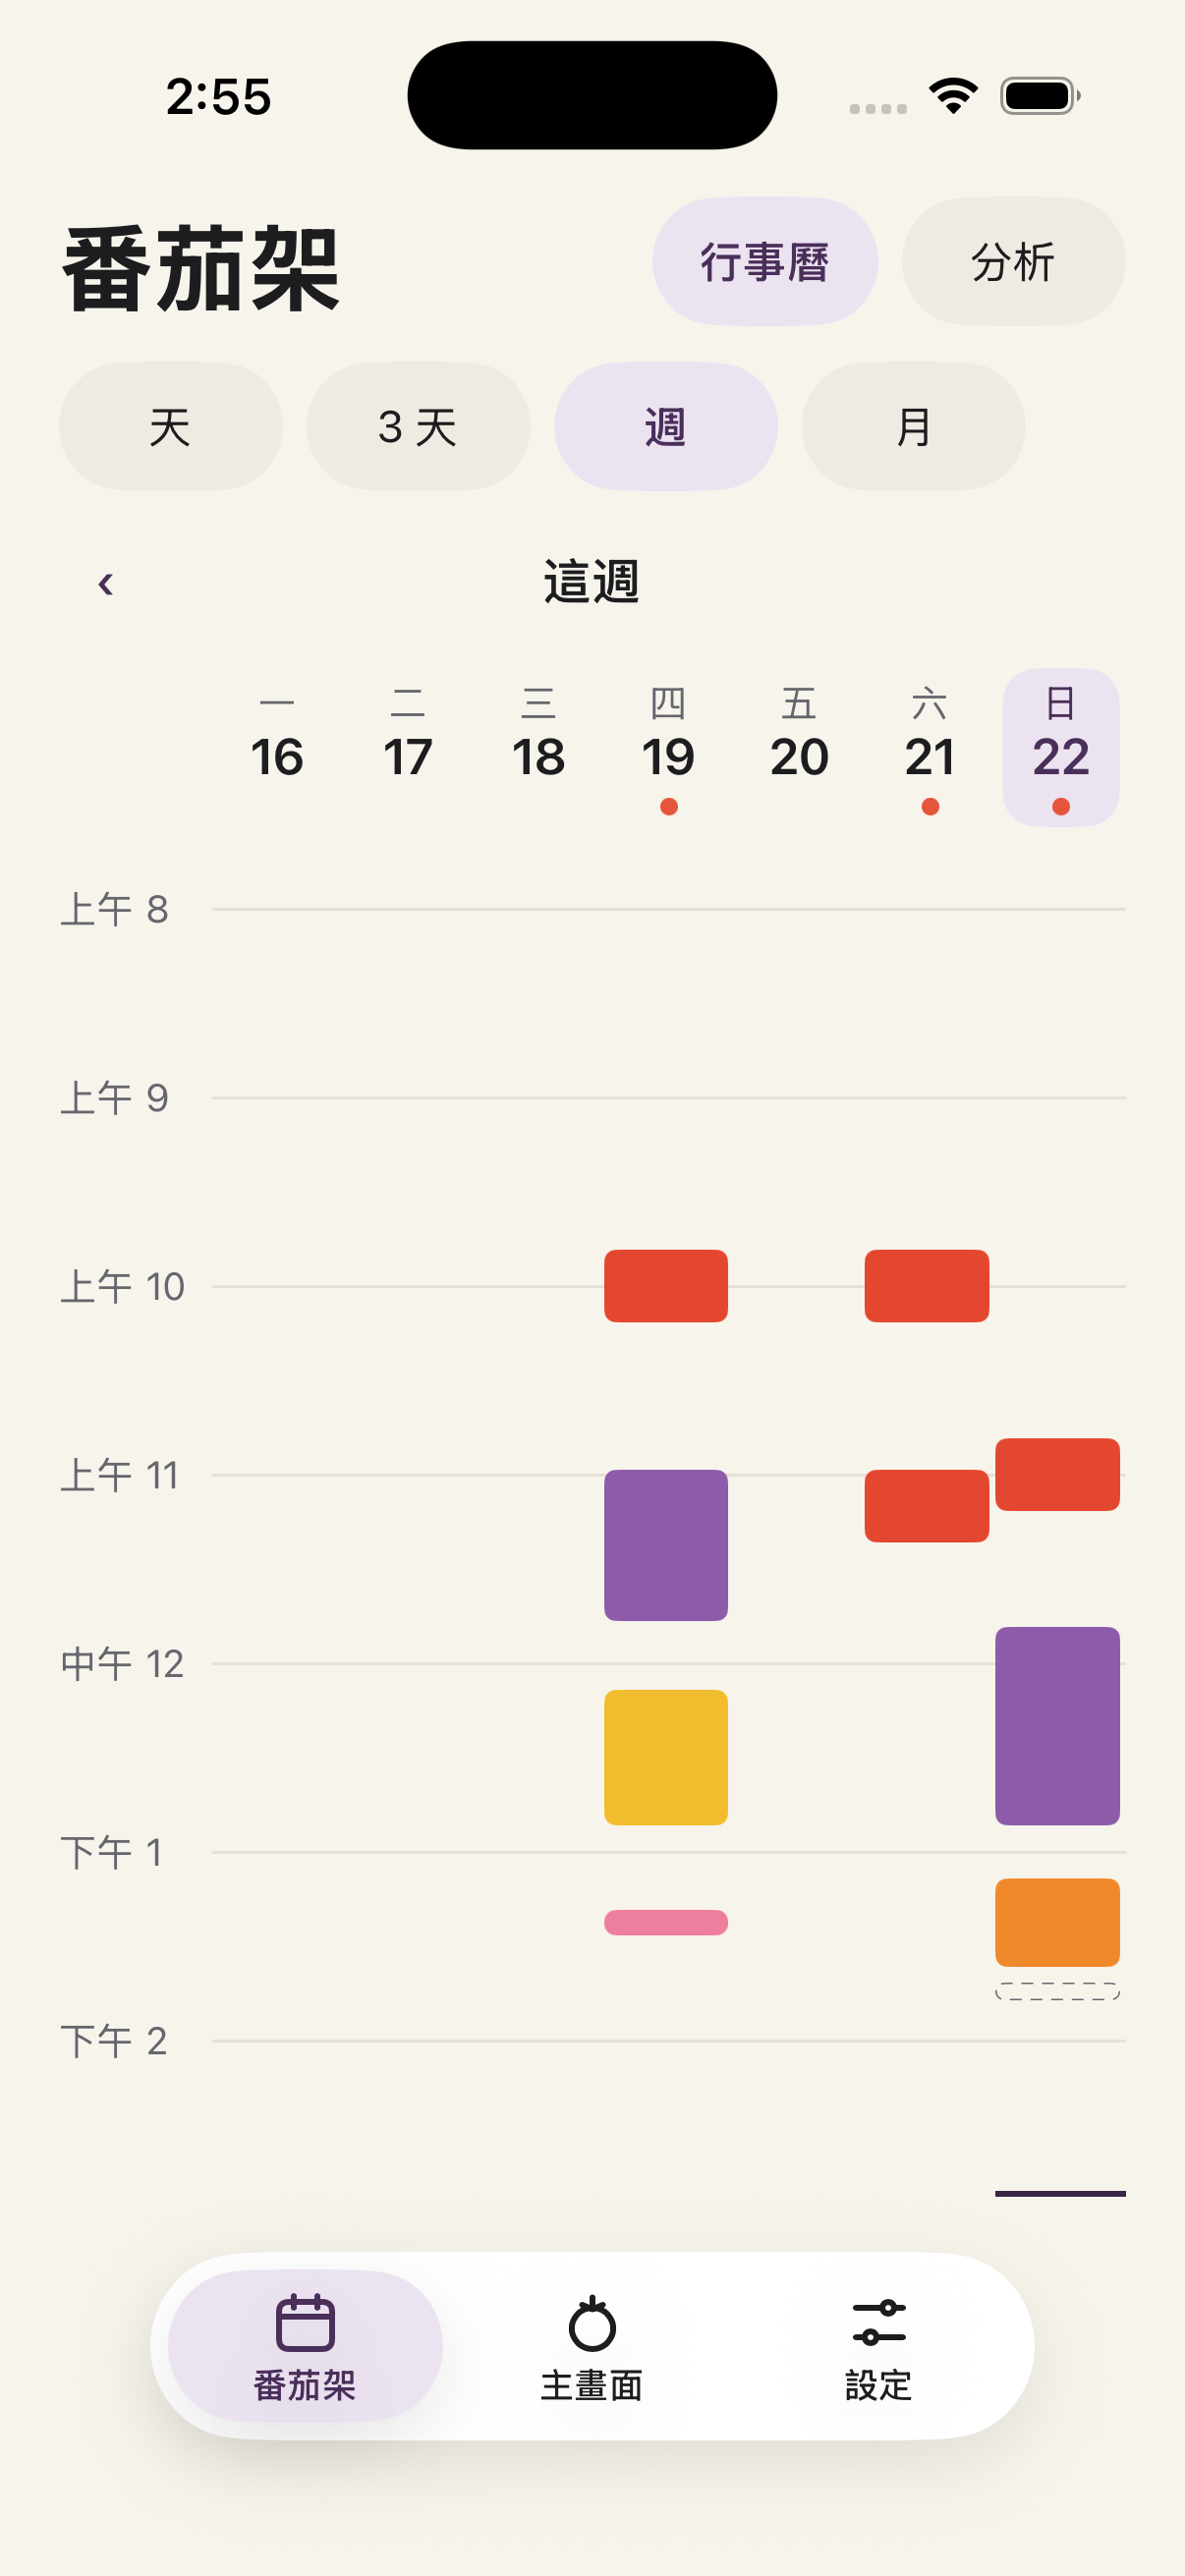 2:55
番茄架 行事曆 分析
天 3 天 週 月
‹ 這週
一 二 三 四 五 六 日
16 17 18 19 20 21 22
上午 8
上午 9
上午 10
上午 11
中午 12
下午 1
下午 2
番茄架 主畫面 設定